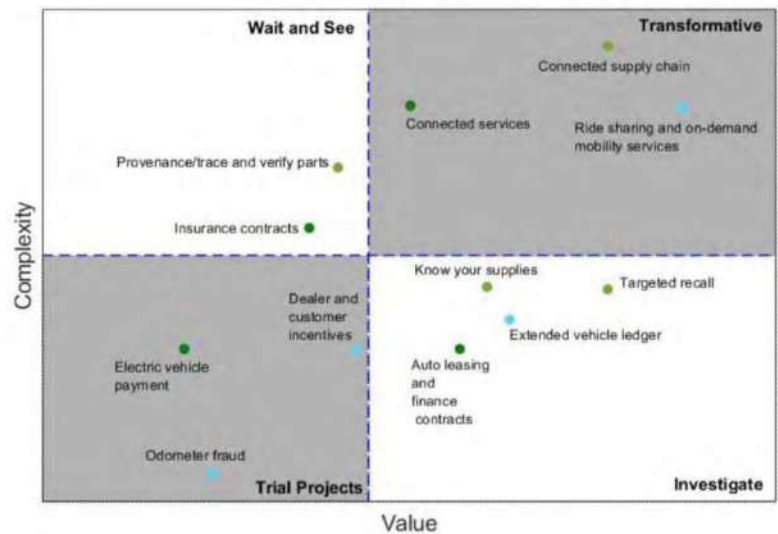 Wait and See
Transformative
Connected supply chain
Connected services
Ride sharing and on-demand
mobility services
Provenance/trace and verify parts
Insurance contracts
Complexity
Know your supplies
Targeted recall
Dealer and
customer
incentives
Extended vehicle ledger
Electric vehicle
payment
Auto leasing
and
finance
contracts
Odometer fraud
Trial Projects
Investigate
Value